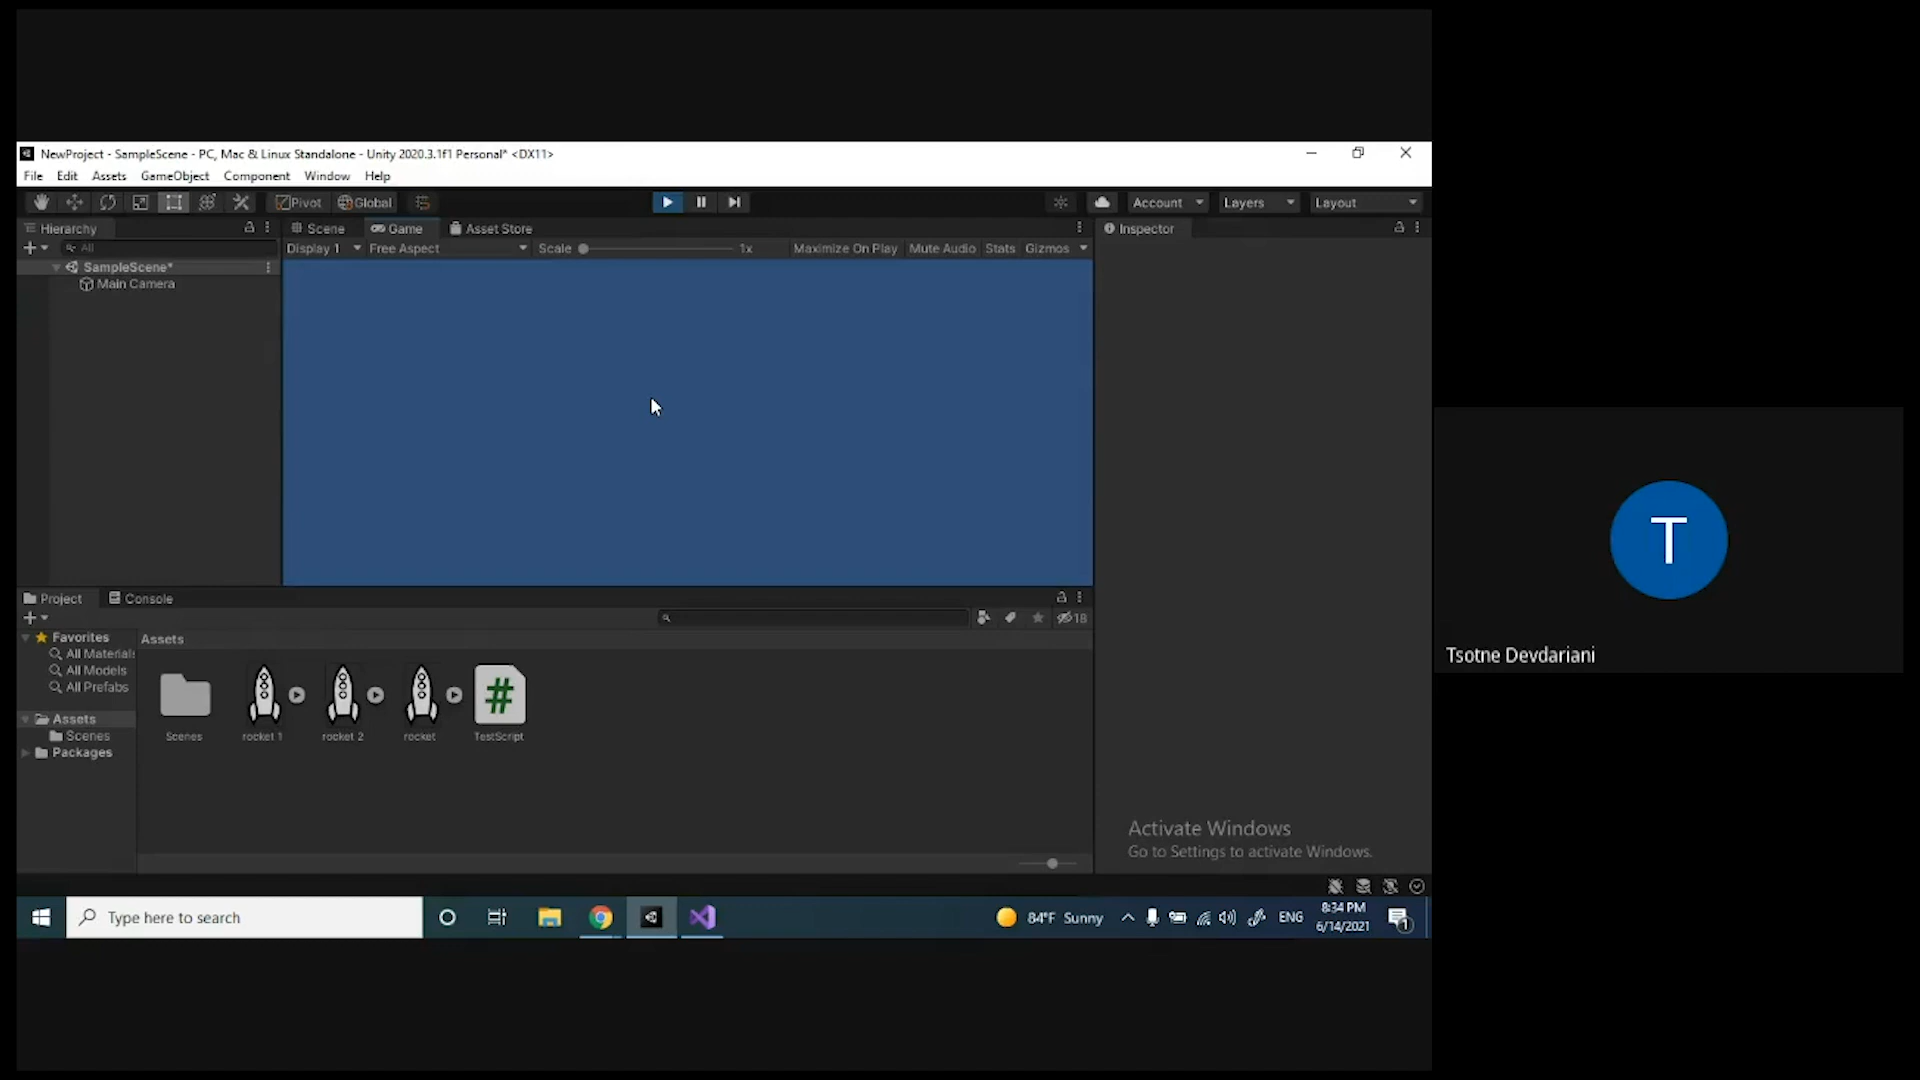 NewProject - SampleScene - PC, Mac & Linux Standalone - Unity 2020.3.1f1 Personal* <DX11>
File Edit Assets GameObject Component Window Help
Pivot Global Account Layers Layout
Hierarchy Scene Game Asset Store Inspector
All Display 1 Free Aspect Scale 1x Maximize On Play Mute Audio Stats Gizmos
SampleScene*
Main Camera
T
Tsotne Devdariani
Project Console
18
Favorites Assets
All Materials
All Models
All Prefabs
Assets
Scenes
Packages
Scenes rocket 1 rocket 2 rocket # TestScript
Activate Windows
Go to Settings to activate Windows.
Type here to search 84°F Sunny ENG 8:34 PM 1
6/14/2021